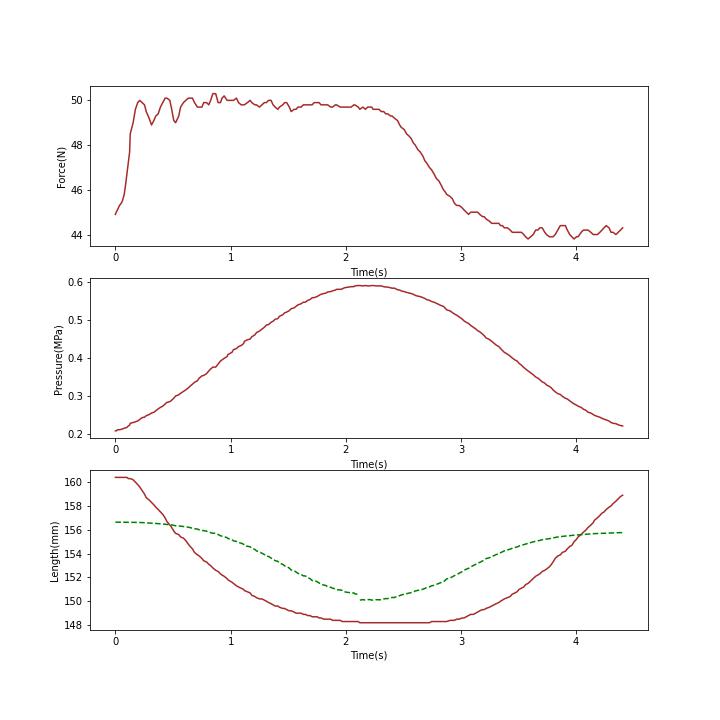 Force(N)
50
48
46
44
0 1 2 3 4
Time(s)
Pressure(MPa)
0.6
0.5
0.4
0.3
0.2
0 1 2 3 4
Time(s)
Length(mm)
160
158
156
154
152
150
148
0 1 2 3 4
Time(s)